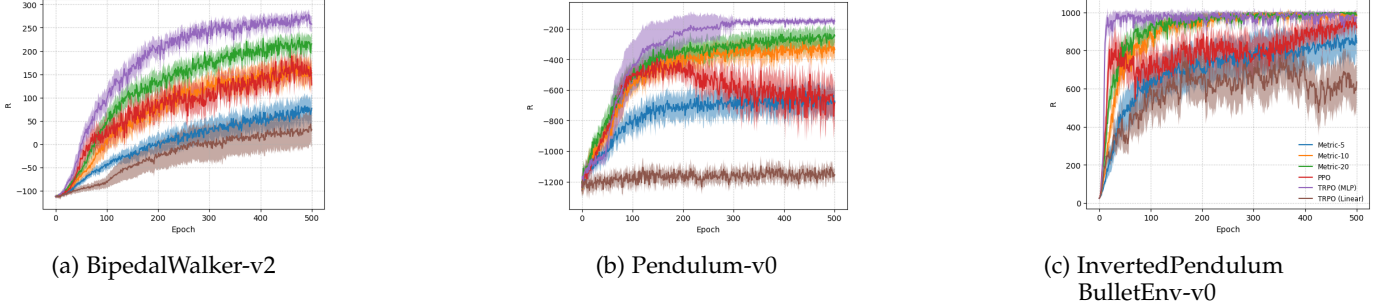 300
250
200
150
100
50
0
−50
−100
R
0 100 200 300 400 500
Epoch
(a) BipedalWalker-v2
−200
−400
−600
−800
−1000
−1200
R
0 100 200 300 400 500
Epoch
(b) Pendulum-v0
1000
800
600
400
200
0
R
Metric-5
Metric-10
Metric-20
PPO
TRPO (MLP)
TRPO (Linear)
0 100 200 300 400 500
Epoch
(c) InvertedPendulum
BulletEnv-v0